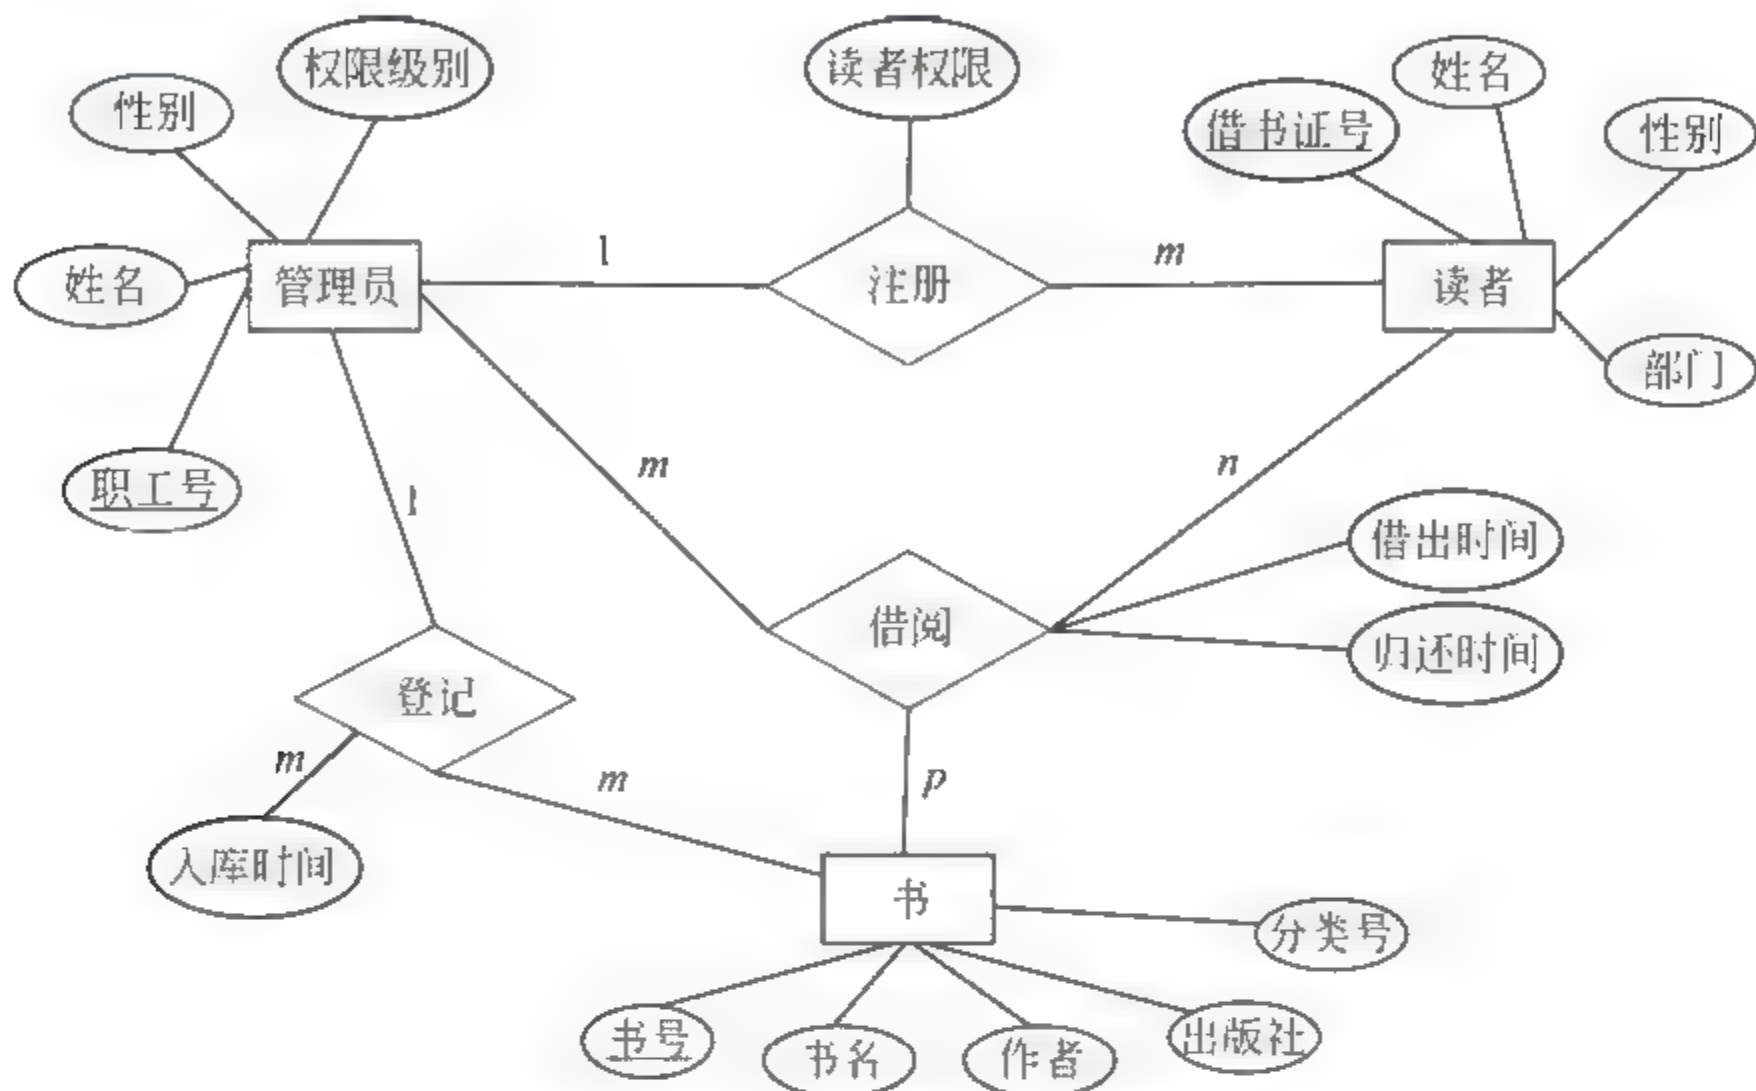 权限级别
读者权限
姓名
性别
借书证号
性别
姓名
管理员
1
注册
m
读者
部门
职工号
1
m
n
借出时间
借阅
归还时间
登记
m
m
p
入库时间
书
分类号
书号
书名
作者
出版社